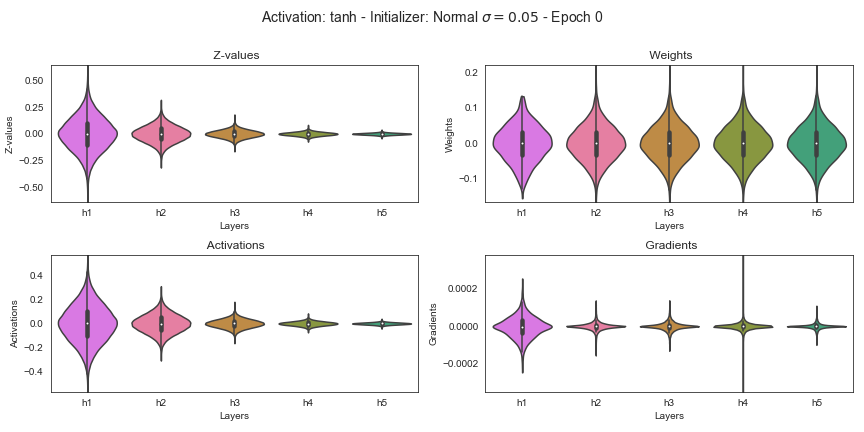 Activation: tanh - Initializer: Normal σ = 0.05 - Epoch 0
Z-values
Z-values
0.50
0.25
0.00
−0.25
−0.50
h1 h2 h3 h4 h5
Layers
Weights
Weights
0.2
0.1
0.0
−0.1
h1 h2 h3 h4 h5
Layers
Activations
Activations
0.4
0.2
0.0
−0.2
−0.4
h1 h2 h3 h4 h5
Layers
Gradients
Gradients
0.0002
0.0000
−0.0002
h1 h2 h3 h4 h5
Layers